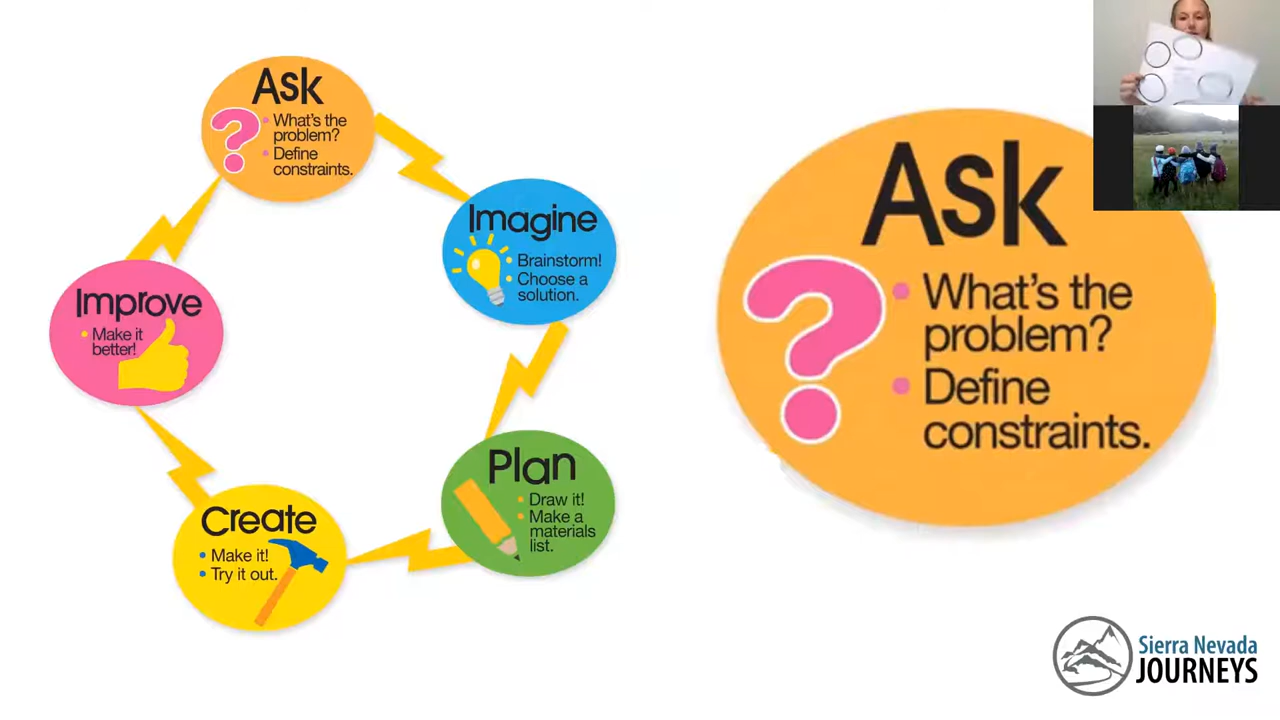 Ask
What's the
problem?
Define
constraints.
Imagine
Brainstorm!
Choose a
solution.
Plan
Draw it!
Make a
materials
list.
Create
Make it!
Try it out.
Improve
Make it
better!
Ask
What's the
problem?
Define
constraints.
Sierra Nevada
JOURNEYS